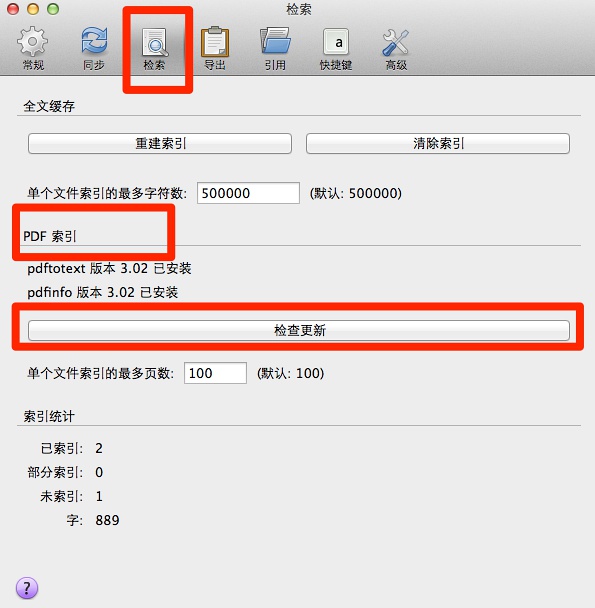 检索
常规 同步 检索 导出 引用 a 快捷键 高级
全文缓存
重建索引 清除索引
单个文件索引的最多字符数: 500000 (默认: 500000)
PDF 索引
pdftotext 版本 3.02 已安装
pdfinfo 版本 3.02 已安装
检查更新
单个文件索引的最多页数: 100 (默认: 100)
索引统计
已索引: 2
部分索引: 0
未索引: 1
字: 889
?